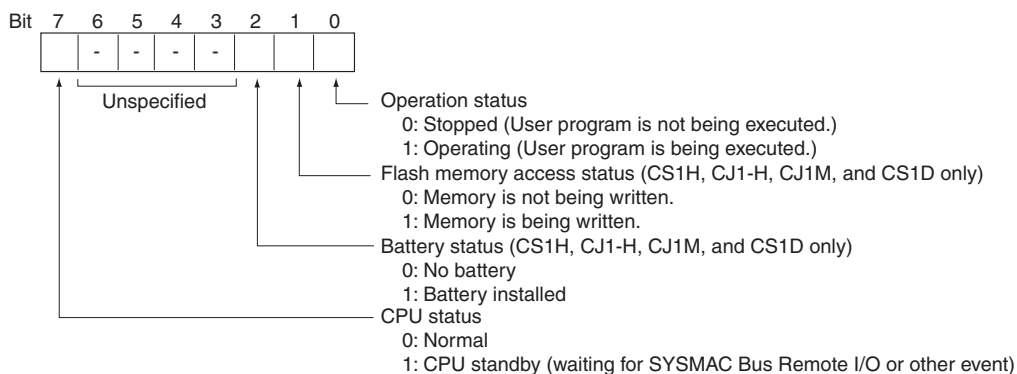 Bit 7 6 5 4 3 2 1 0
- - - -
Unspecified
Operation status
0: Stopped (User program is not being executed.)
1: Operating (User program is being executed.)
Flash memory access status (CS1H, CJ1-H, CJ1M, and CS1D only)
0: Memory is not being written.
1: Memory is being written.
Battery status (CS1H, CJ1-H, CJ1M, and CS1D only)
0: No battery
1: Battery installed
CPU status
0: Normal
1: CPU standby (waiting for SYSMAC Bus Remote I/O or other event)